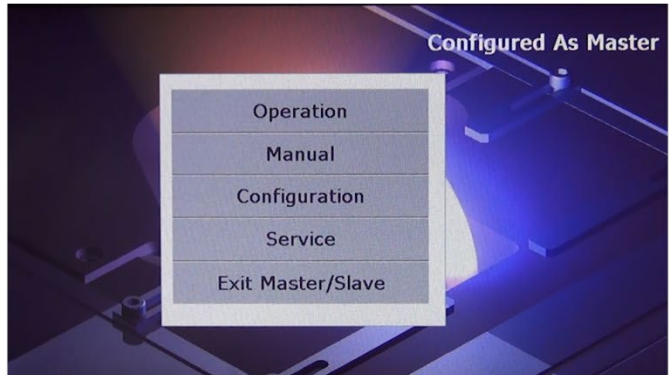 Configured As Master
Operation
Manual
Configuration
Service
Exit Master/Slave